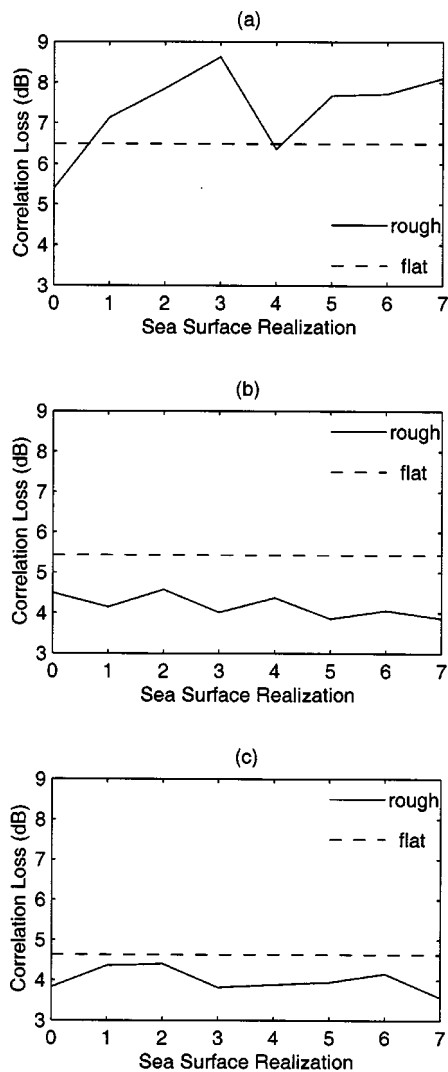 (a)
9
8
7
6
5
4
3
Correlation Loss (dB)
rough
flat
0 1 2 3 4 5 6 7
Sea Surface Realization
(b)
9
8
7
6
5
4
3
Correlation Loss (dB)
rough
flat
0 1 2 3 4 5 6 7
Sea Surface Realization
(c)
9
8
7
6
5
4
3
Correlation Loss (dB)
rough
flat
0 1 2 3 4 5 6 7
Sea Surface Realization